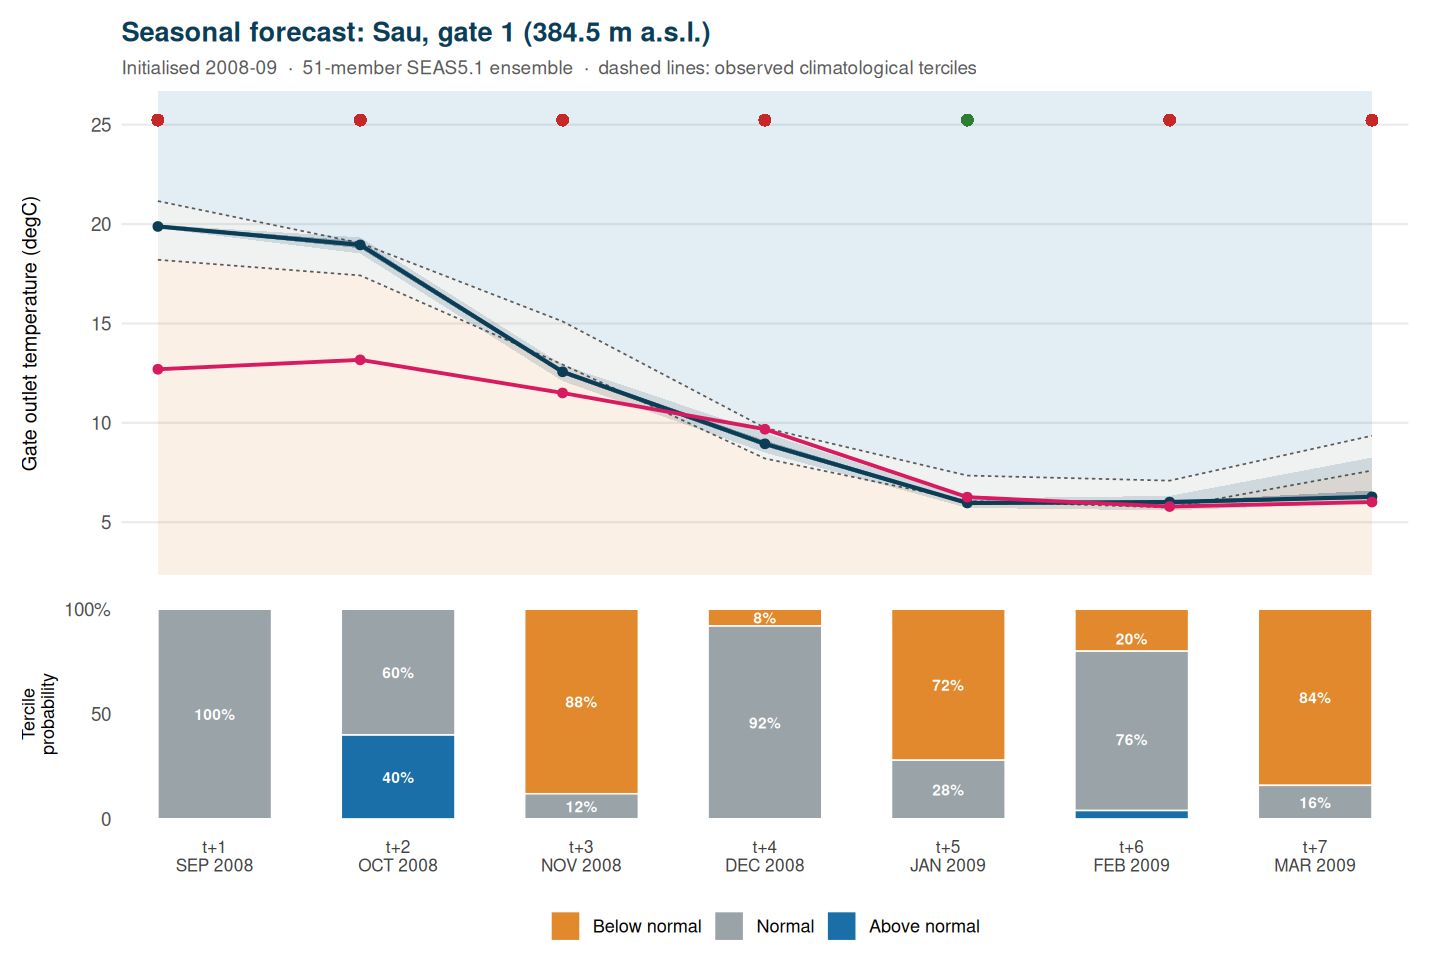 Seasonal forecast: Sau, gate 1 (384.5 m a.s.l.)
Initialised 2008-09 · 51-member SEAS5.1 ensemble · dashed lines: observed climatological terciles
Gate outlet temperature (degC)
25
20
15
10
5
Tercile
probability
100%
50
0
100%
60%
40%
88%
12%
8%
92%
72%
28%
20%
76%
84%
16%
t+1
SEP 2008
t+2
OCT 2008
t+3
NOV 2008
t+4
DEC 2008
t+5
JAN 2009
t+6
FEB 2009
t+7
MAR 2009
Below normal
Normal
Above normal